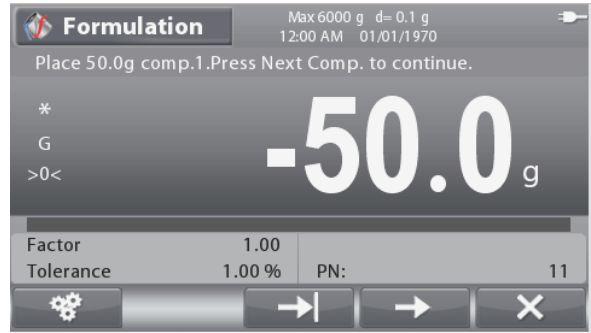 Formulation
Max 6000 g d= 0.1 g
12:00 AM 01/01/1970
Place 50.0g comp.1.Press Next Comp. to continue.
*
G
>0<
-50.0 g
Factor 1.00
Tolerance 1.00 % PN: 11